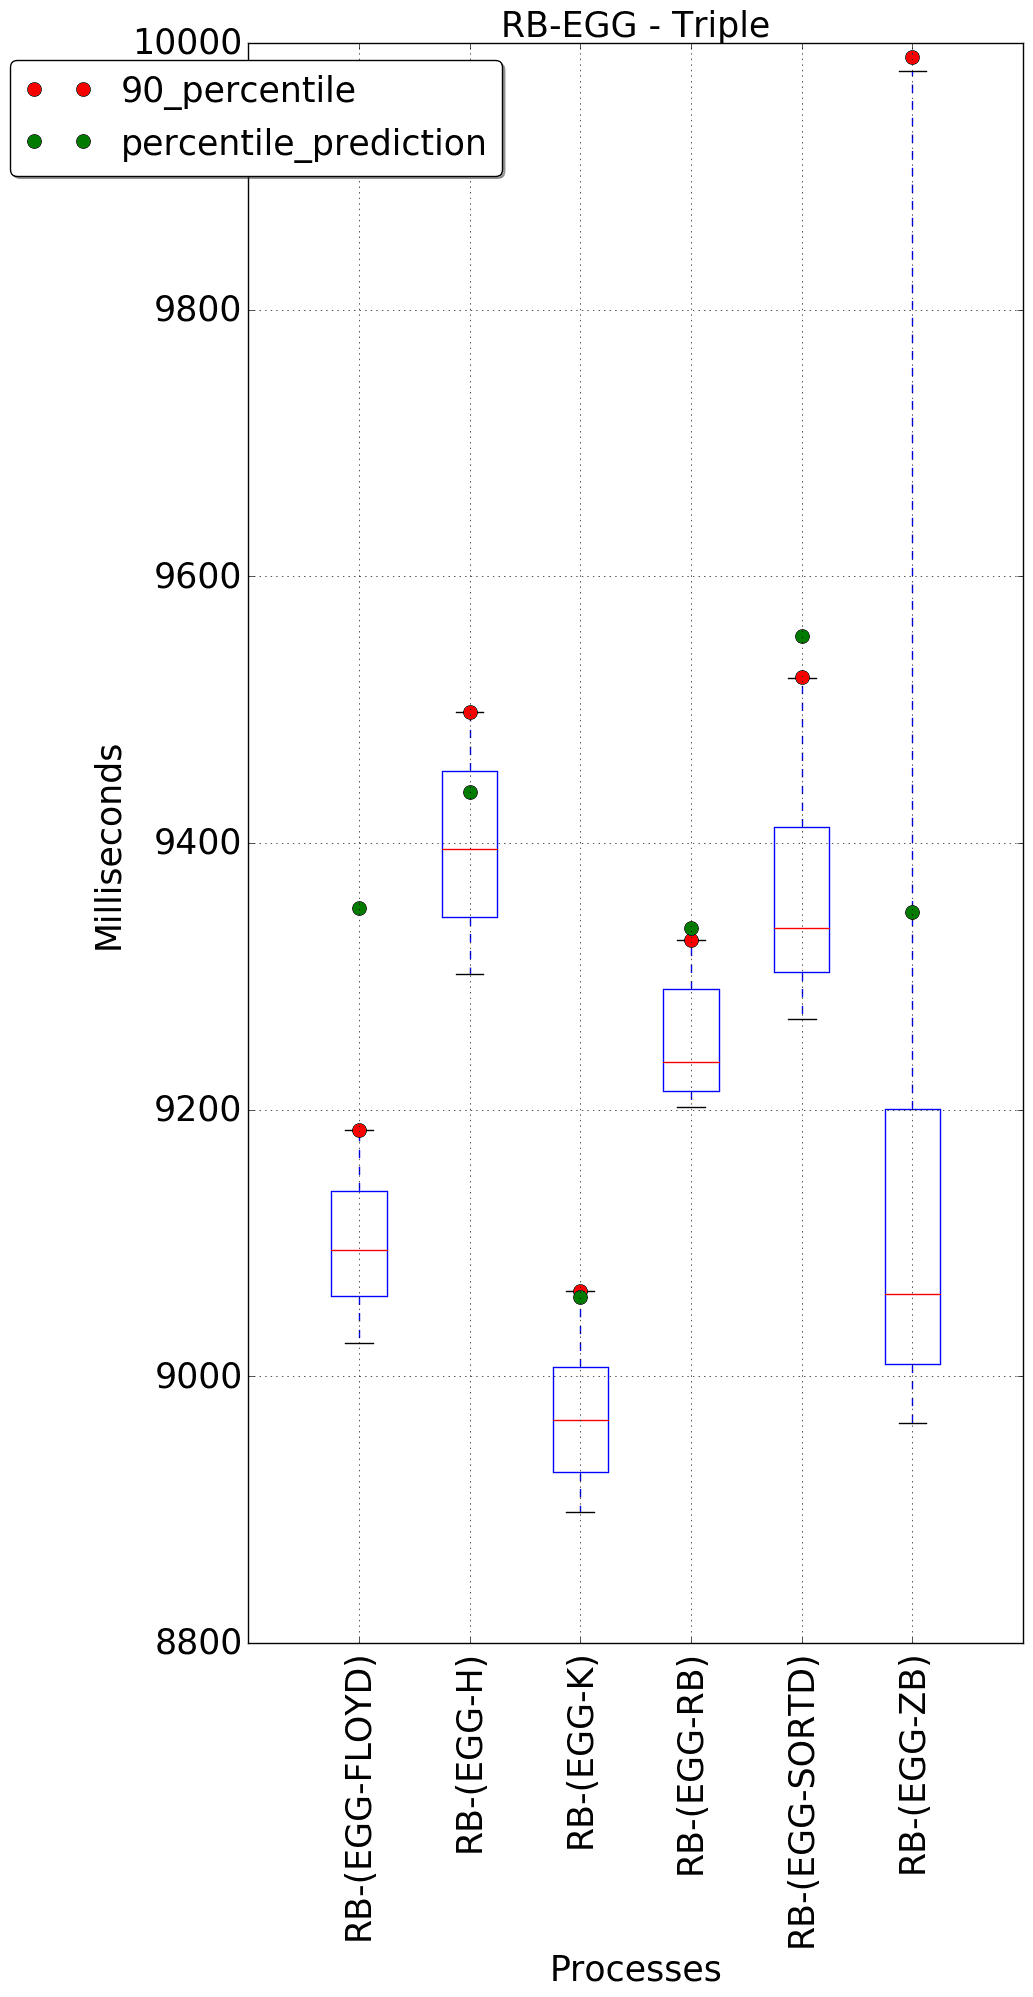 RB-EGG - Triple
90_percentile
percentile_prediction
10000
9800
9600
9400
9200
9000
8800
Milliseconds
RB-(EGG-FLOYD)
RB-(EGG-H)
RB-(EGG-K)
RB-(EGG-RB)
RB-(EGG-SORTD)
RB-(EGG-ZB)
Processes